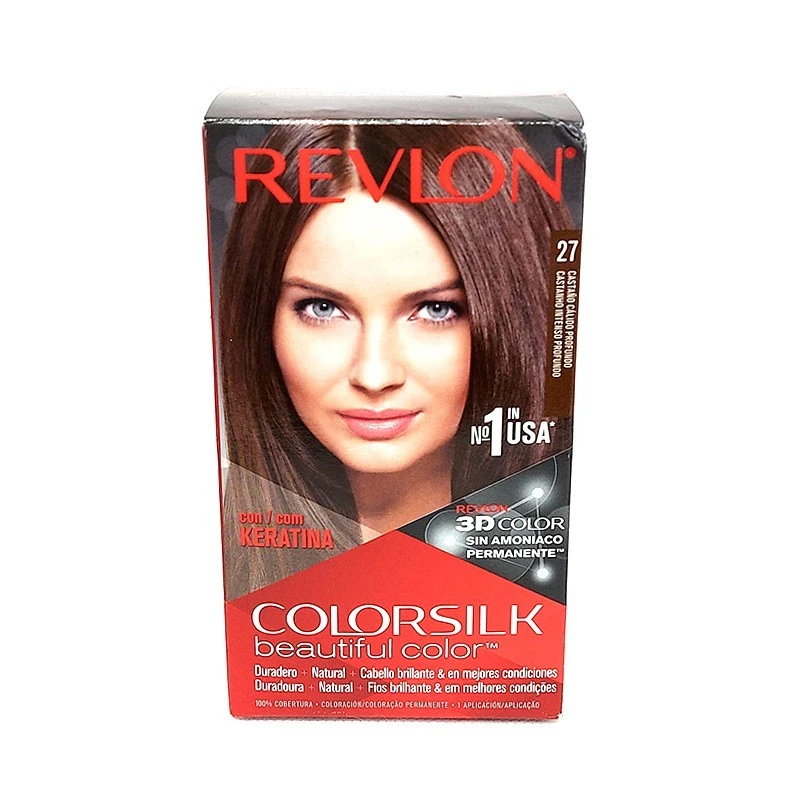 REVLON®
27
CASTAÑO CÁLIDO PROFUNDO
CASTANHO INTENSO PROFUNDO
Nº1 IN USA*
con / com
KERATINA
REVLON
3D COLOR
SIN AMONIACO
PERMANENTE™
COLORSILK
beautiful color™
Duradero + Natural + Cabello brillante & en mejores condiciones
Duradoura + Natural + Fios brilhante & em melhores condições
100% COBERTURA • COLORACIÓN/COLORAÇÃO PERMANENTE • 1 APLICACIÓN/APLICAÇÃO